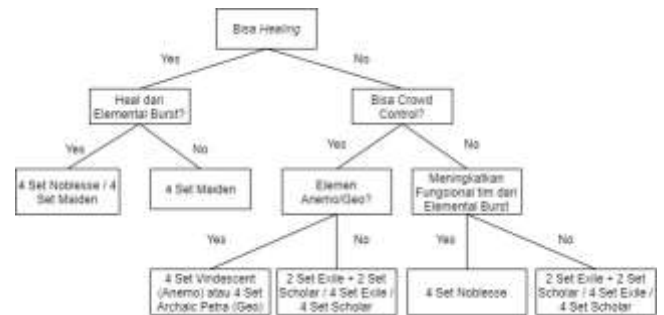 Bisa Healing
Yes
No
Heal dari
Elemental Burst?
Bisa Crowd
Control?
Yes
No
Yes
No
4 Set Noblesse / 4
Set Maiden
4 Set Maiden
Elemen
Anemo/Geo?
Meningkatkan
Fungsional tim dari
Elemental Burst
Yes
No
Yes
No
4 Set Viridescent
(Anemo) atau 4 Set
Archaic Petra (Geo)
2 Set Exile + 2 Set
Scholar / 4 Set Exile /
4 Set Scholar
4 Set Noblesse
2 Set Exile + 2 Set
Scholar / 4 Set Exile /
4 Set Scholar